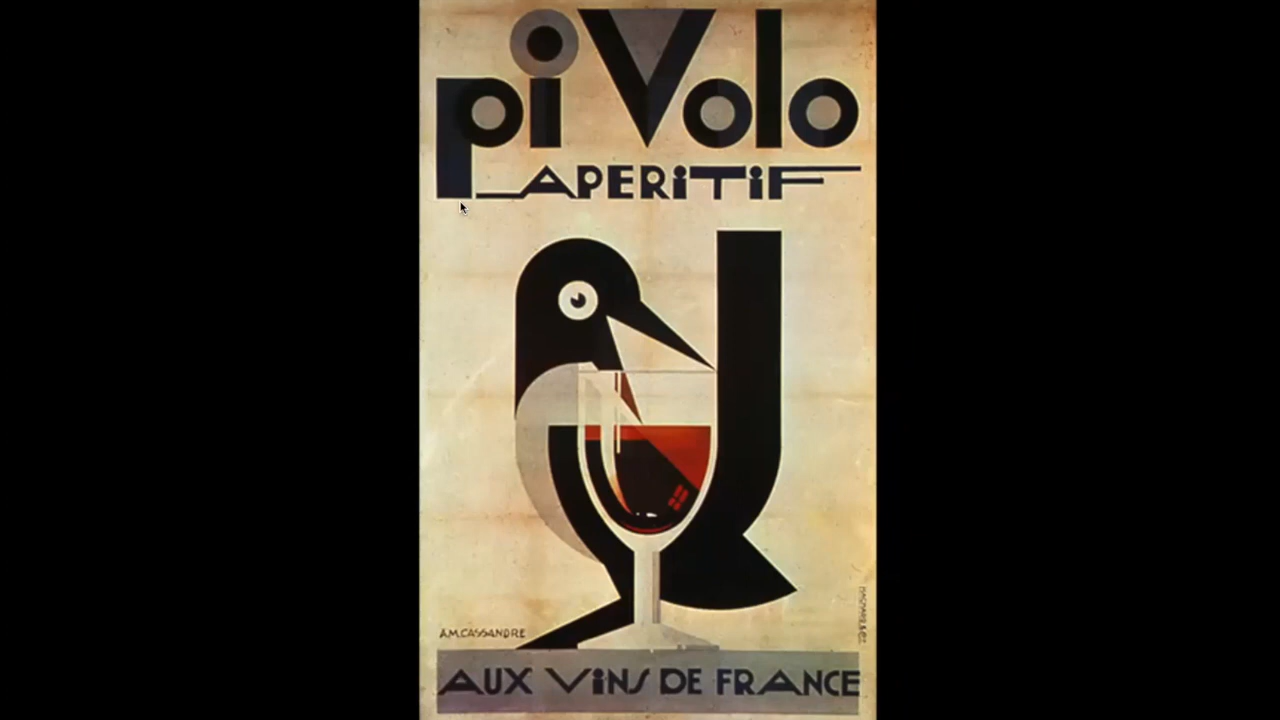 piVolo
APERiTiF
A.M.CASSANDRE
AUX ViNS DE FRANCE